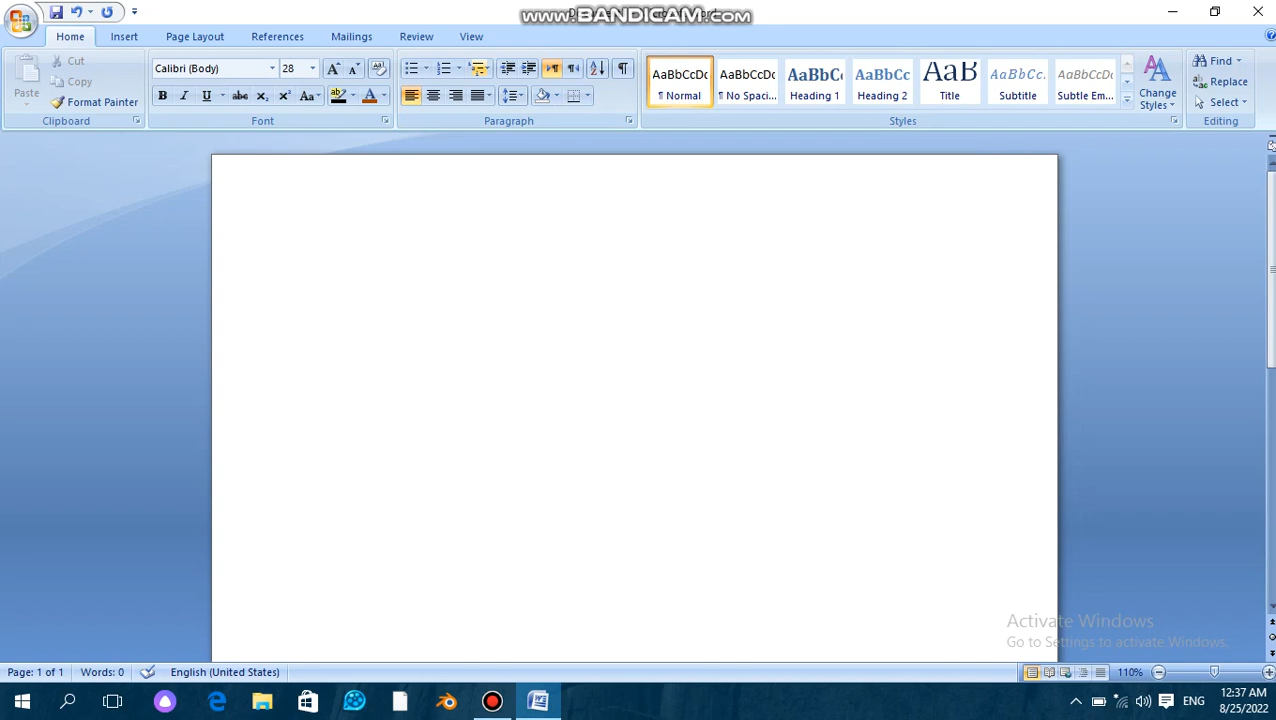 www.BANDICAM.com
Home Insert Page Layout References Mailings Review View
Paste
Cut
Copy
Format Painter
Clipboard
Calibri (Body) 28
Font
Paragraph
AaBbCcDc AaBbCcDc AaBbC AaBbCc AaB AaBbCc. AaBbCcDc
¶ Normal ¶ No Spaci... Heading 1 Heading 2 Title Subtitle Subtle Em...
Change Styles
Styles
Find
Replace
Select
Editing
Activate Windows
Go to Settings to activate Windows.
Page: 1 of 1 Words: 0 English (United States) 110%
ENG
12:37 AM
8/25/2022